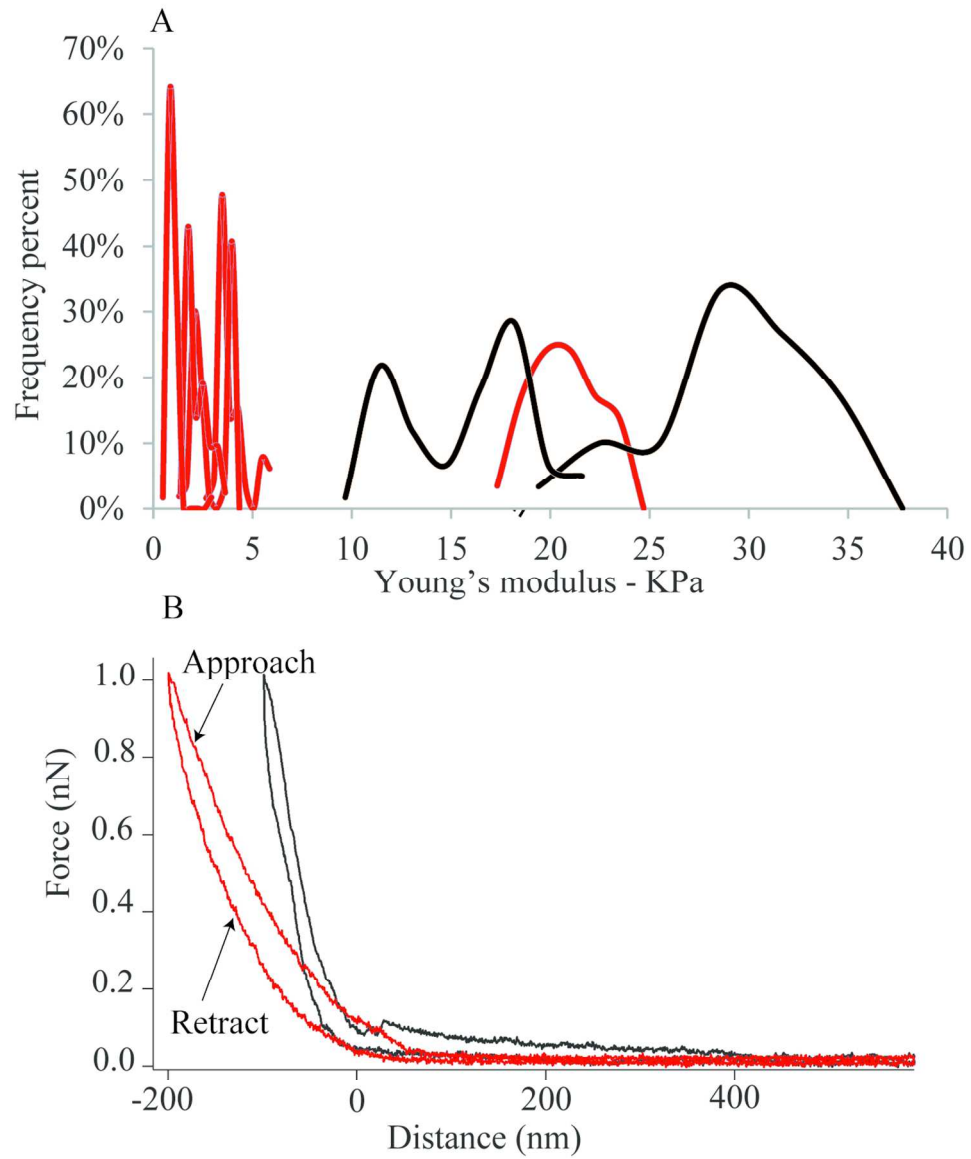 A
70%
60%
50%
40%
30%
20%
10%
0%
Frequency percent
0 5 10 15 20 25 30 35 40
Young's modulus - KPa
B
Approach
1.0
0.8
0.6
0.4
0.2
0.0
Force (nN)
Retract
-200 0 200 400
Distance (nm)